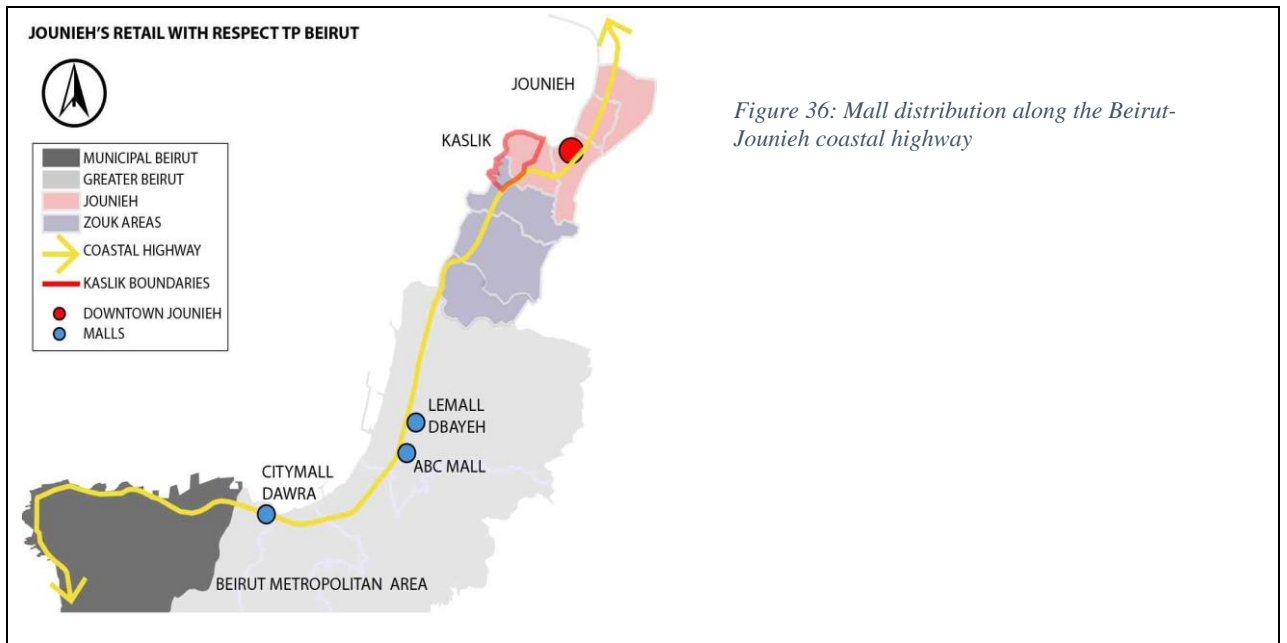 JOUNIEH'S RETAIL WITH RESPECT TP BEIRUT
JOUNIEH
KASLIK
MUNICIPAL BEIRUT
GREATER BEIRUT
JOUNIEH
ZOUK AREAS
COASTAL HIGHWAY
KASLIK BOUNDARIES
DOWNTOWN JOUNIEH
MALLS
LEMALL
DBAYEH
ABC MALL
CITYMALL
DAWRA
BEIRUT METROPOLITAN AREA
Figure 36: Mall distribution along the Beirut-
Jounieh coastal highway